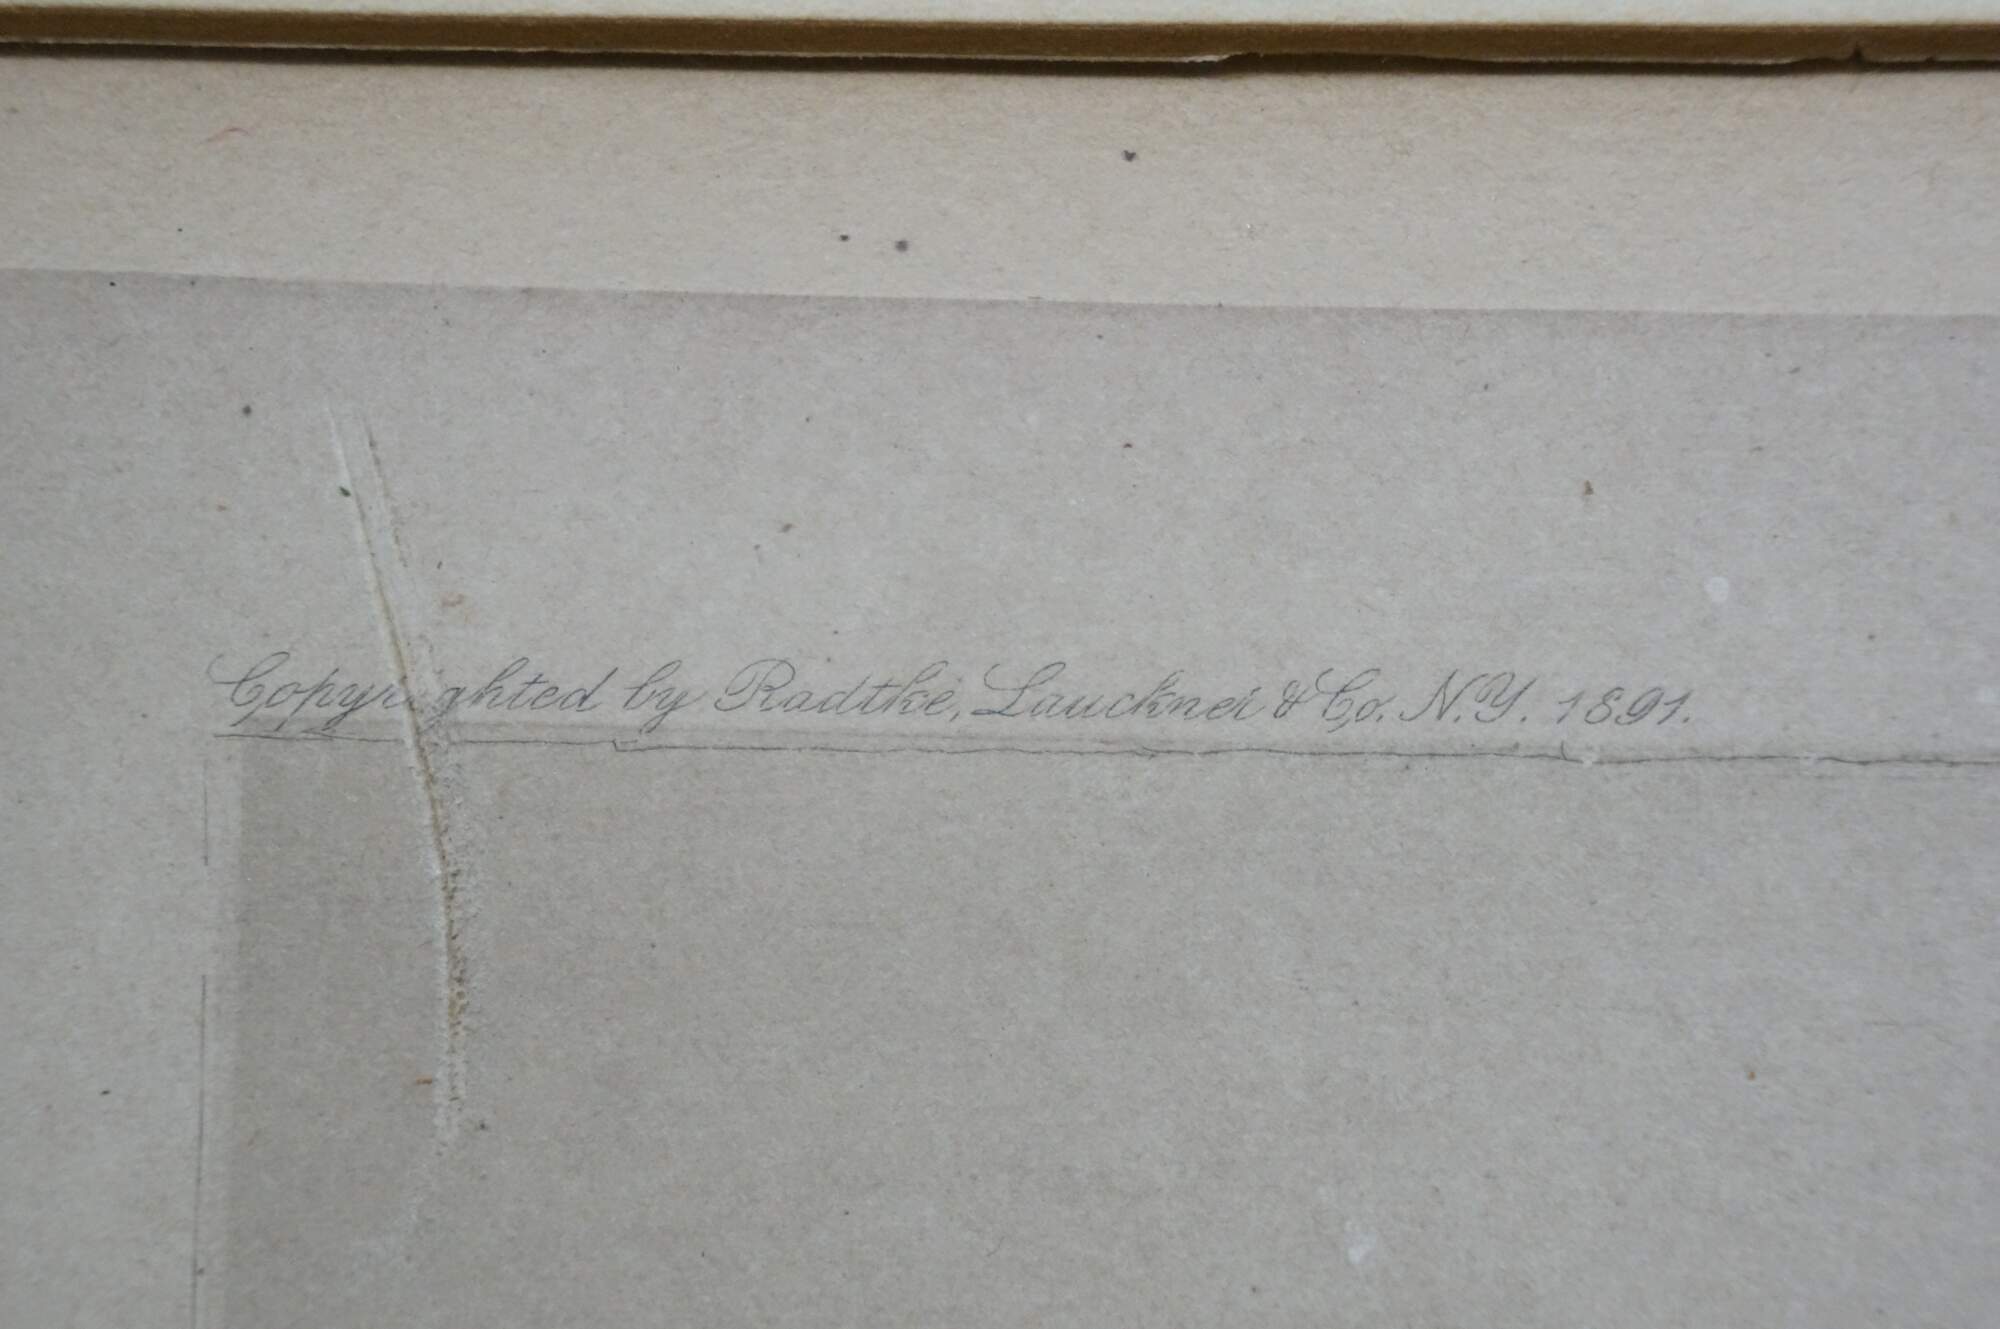 Copyrighted by Radtke, Lauckner & Co. N.Y. 1891.